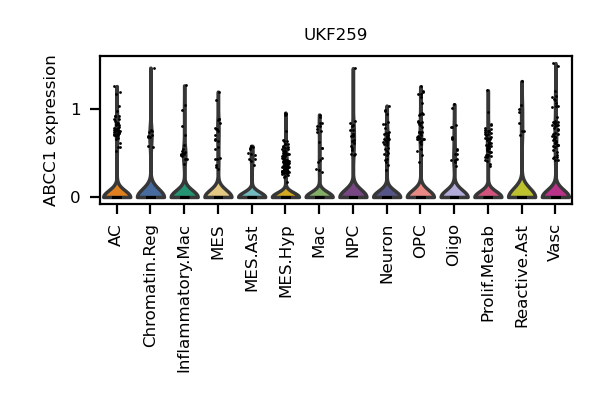 UKF259
ABCC1 expression
1
0
AC
Chromatin.Reg
Inflammatory.Mac
MES
MES.Ast
MES.Hyp
Mac
NPC
Neuron
OPC
Oligo
Prolif.Metab
Reactive.Ast
Vasc